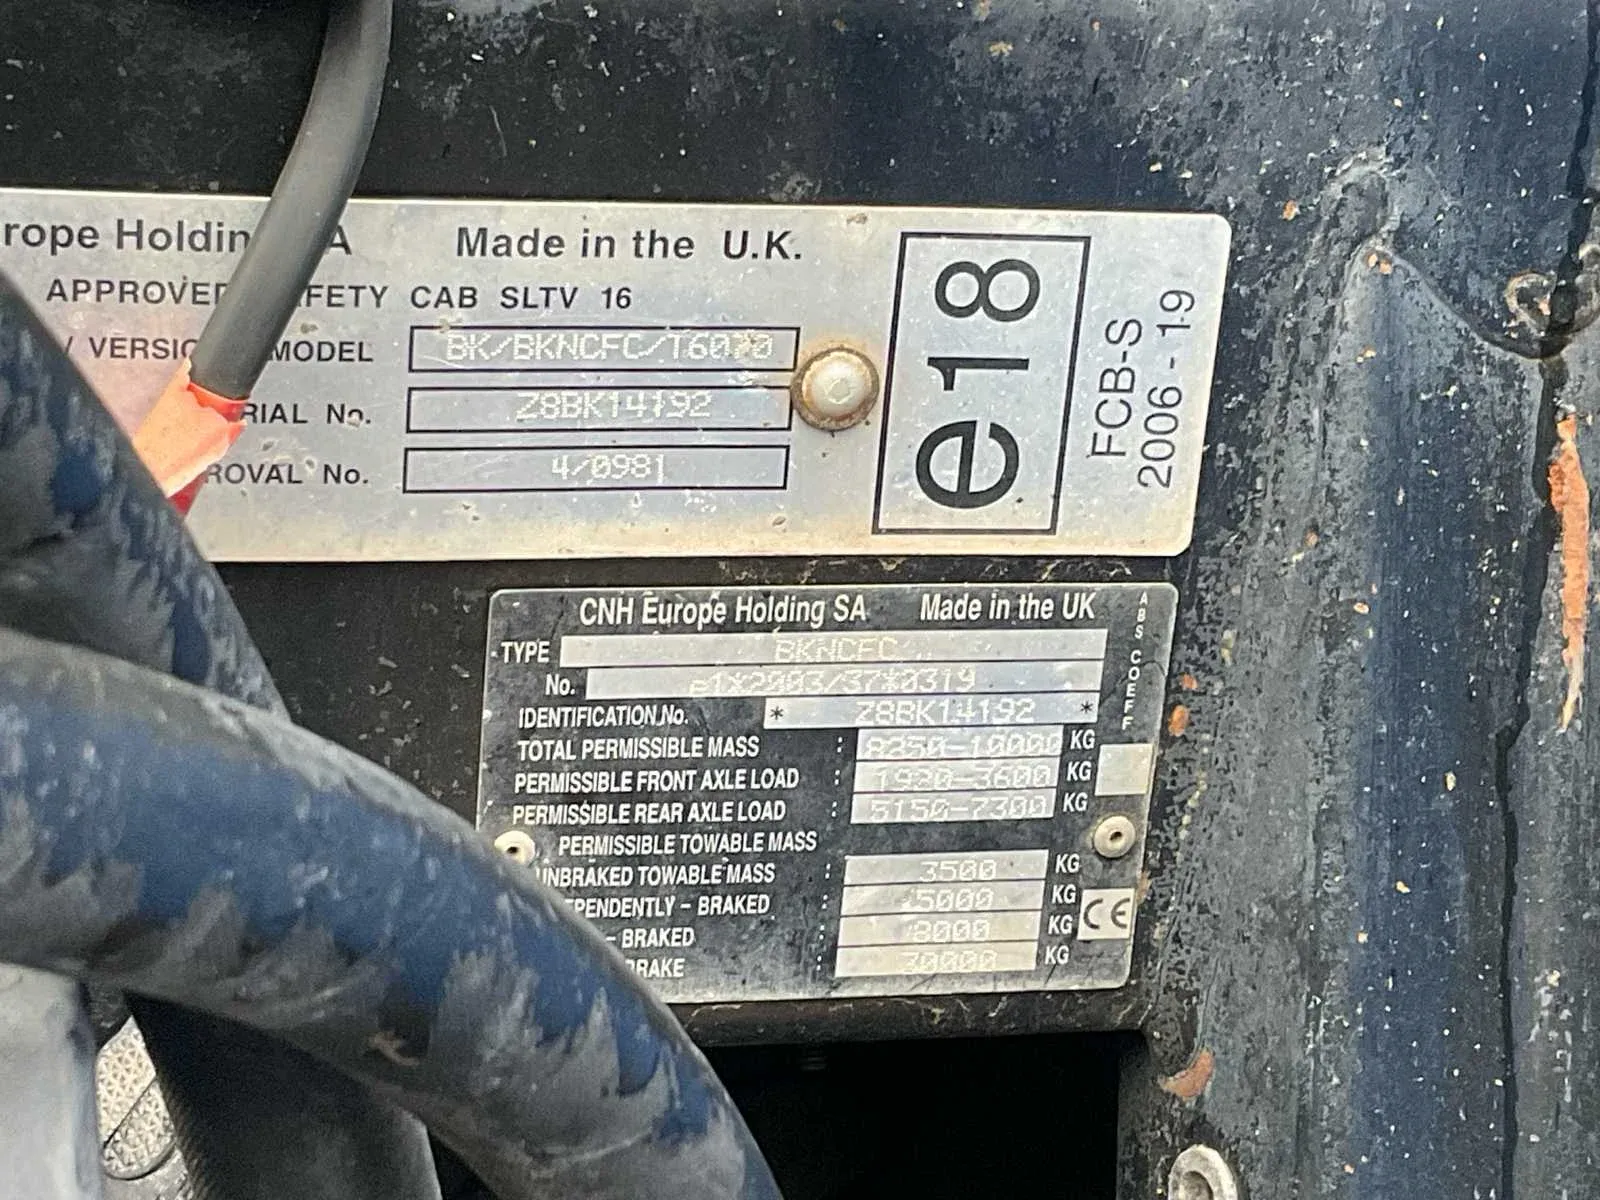 rope Holdin A Made in the U.K.
APPROVED FETY CAB SLTV 16
/ VERSIO MODEL BK/BKNCFC/T6070
RIAL No. Z8BK14192
ROVAL No. 4/0981
e18
FCB-S
2006 - 19
CNH Europe Holding SA Made in the UK
TYPE BKNCFC
No. e1*2003/37*0319
IDENTIFICATION No. * Z8BK14192 *
TOTAL PERMISSIBLE MASS : 8250-10000 KG
PERMISSIBLE FRONT AXLE LOAD : 1920-3600 KG
PERMISSIBLE REAR AXLE LOAD : 5150-7300 KG
PERMISSIBLE TOWABLE MASS
UNBRAKED TOWABLE MASS : 3500 KG
EPENDENTLY - BRAKED : 5000 KG
- BRAKED : 8000 KG
BRAKE : 30000 KG
ABS COEFF
CE